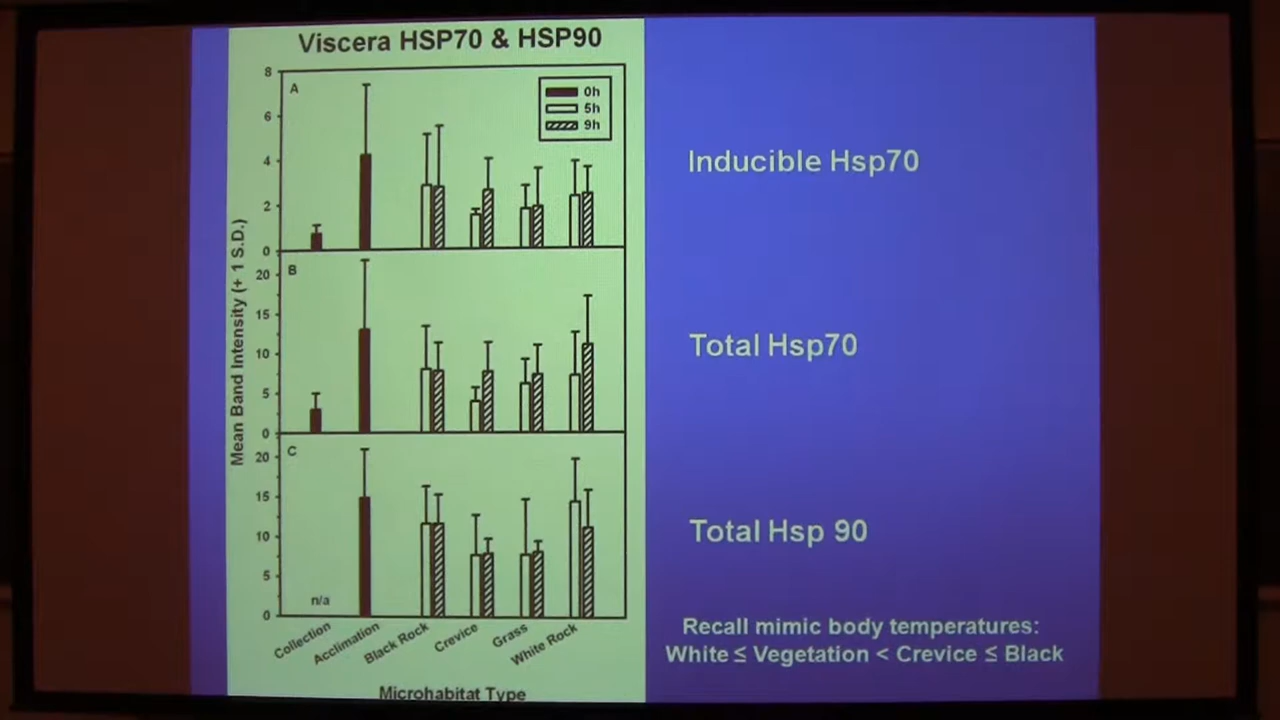 Viscera HSP70 & HSP90
8
A
0h
5h
9h
6
4
2
0
Inducible Hsp70
Mean Band Intensity (+ 1 S.D.)
B
20
15
10
5
0
Total Hsp70
C
20
15
10
5
0
n/a
Total Hsp 90
Collection
Acclimation
Black Rock
Crevice
Grass
White Rock
Microhabitat Type
Recall mimic body temperatures:
White ≤ Vegetation < Crevice ≤ Black